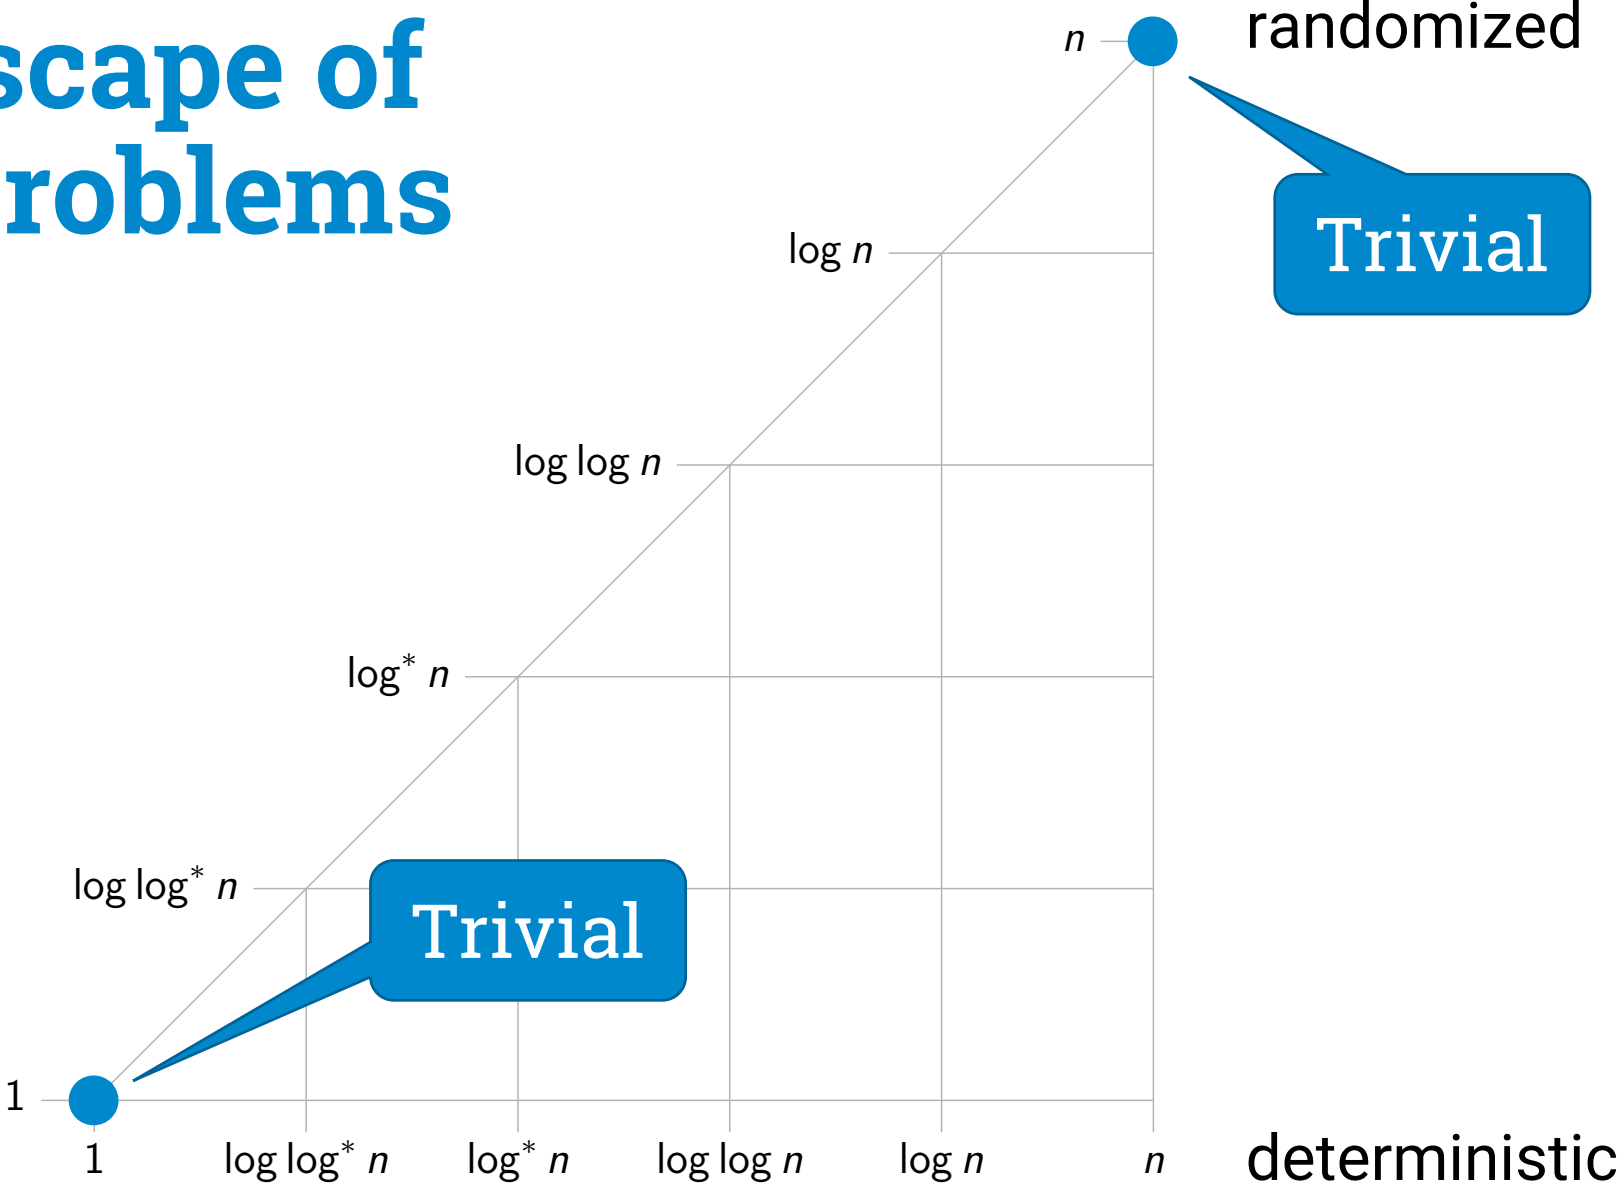 scape of
roblems
randomized
n
Trivial
log n
log log n
log* n
log log* n
Trivial
1
1 log log* n log* n log log n log n n deterministic